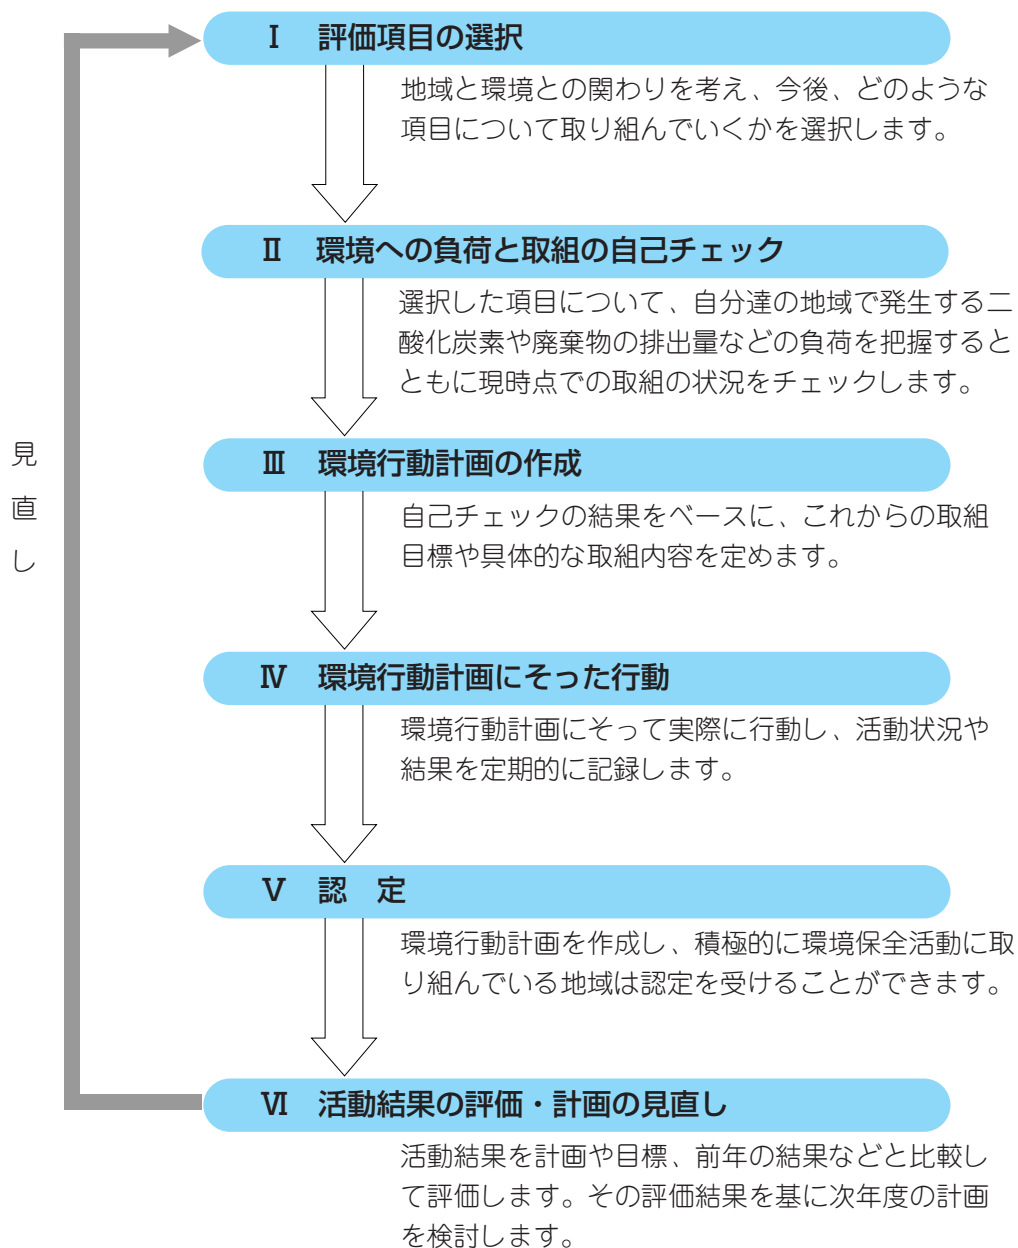 Ⅰ 評価項目の選択
地域と環境との関わりを考え、今後、どのような
項目について取り組んでいくかを選択します。
Ⅱ 環境への負荷と取組の自己チェック
選択した項目について、自分達の地域で発生する二
酸化炭素や廃棄物の排出量などの負荷を把握すると
ともに現時点での取組の状況をチェックします。
Ⅲ 環境行動計画の作成
自己チェックの結果をベースに、これからの取組
目標や具体的な取組内容を定めます。
Ⅳ 環境行動計画にそった行動
環境行動計画にそって実際に行動し、活動状況や
結果を定期的に記録します。
Ⅴ 認 定
環境行動計画を作成し、積極的に環境保全活動に取
り組んでいる地域は認定を受けることができます。
Ⅵ 活動結果の評価・計画の見直し
活動結果を計画や目標、前年の結果などと比較し
て評価します。その評価結果を基に次年度の計画
を検討します。
見直し